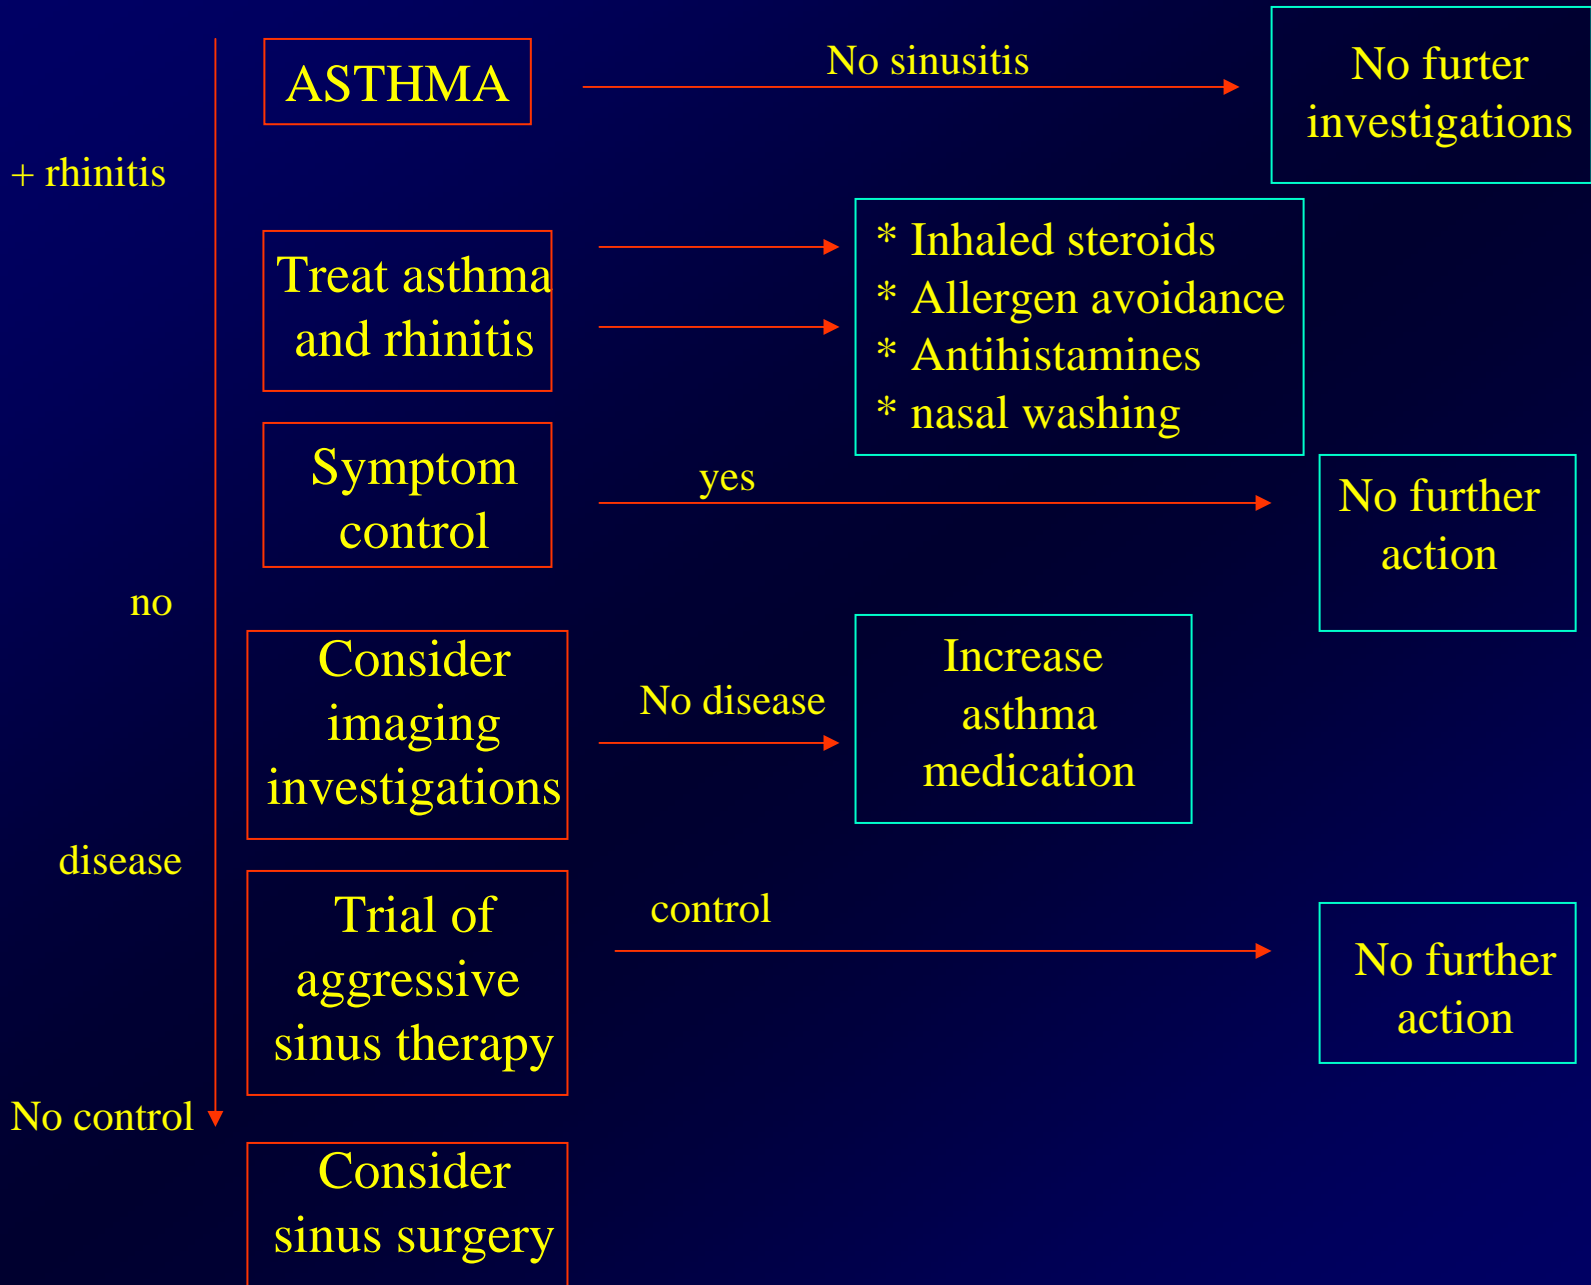 ASTHMA
No sinusitis
No furter
investigations
+ rhinitis
Treat asthma
and rhinitis
* Inhaled steroids
* Allergen avoidance
* Antihistamines
* nasal washing
Symptom
control
yes
No further
action
no
Consider
imaging
investigations
No disease
Increase
asthma
medication
disease
Trial of
aggressive
sinus therapy
control
No further
action
No control
Consider
sinus surgery